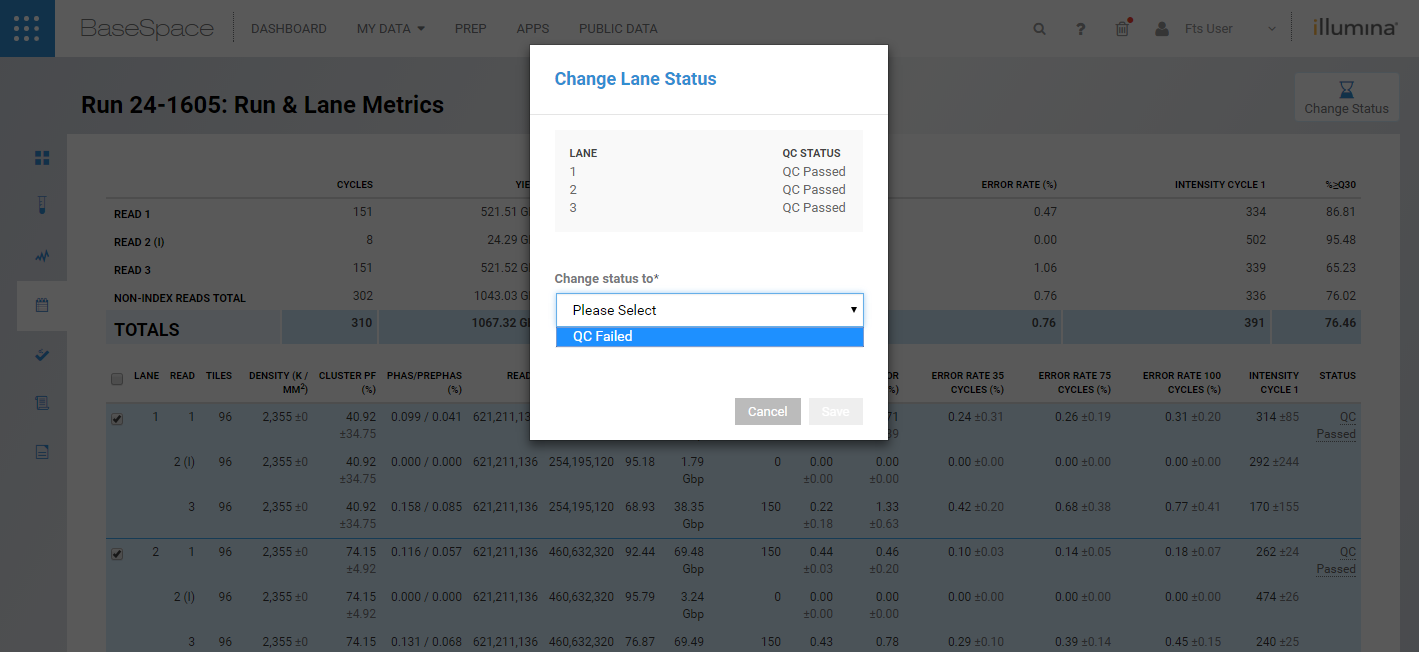 BaseSpace DASHBOARD MY DATA PREP APPS PUBLIC DATA ? Fts User illumina®
Run 24-1605: Run & Lane Metrics
Change Status
Change Lane Status
LANE QC STATUS
1 QC Passed
2 QC Passed
3 QC Passed
Change status to*
Please Select
QC Failed
Cancel Save
CYCLES ERROR RATE (%) INTENSITY CYCLE 1 %≥Q30
READ 1 151 521.51 0.47 334 86.81
READ 2 (I) 8 24.29 0.00 502 95.48
READ 3 151 521.52 1.06 339 65.23
NON-INDEX READS TOTAL 302 1043.03 0.76 336 76.02
TOTALS 310 1067.32 0.76 391 76.46
LANE READ TILES DENSITY (K / CLUSTER PF PHAS/PREPHAS ERROR RATE 35 ERROR RATE 75 ERROR RATE 100 INTENSITY STATUS
MM²) (%) (%) CYCLES (%) CYCLES (%) CYCLES (%) CYCLE 1
1 1 96 2,355 ±0 40.92 0.099 / 0.041 0.24 ±0.31 0.26 ±0.19 0.31 ±0.20 314 ±85 QC
±34.75 Passed
2 (I) 96 2,355 ±0 40.92 0.000 / 0.000 621,211,136 254,195,120 95.18 1.79 0 0.00 0.00 0.00 ±0.00 0.00 ±0.00 0.00 ±0.00 292 ±244
±34.75 Gbp ±0.00 ±0.00
3 96 2,355 ±0 40.92 0.158 / 0.085 621,211,136 254,195,120 68.93 38.35 150 0.22 1.33 0.42 ±0.20 0.68 ±0.38 0.77 ±0.41 170 ±155
±34.75 Gbp ±0.18 ±0.63
2 1 96 2,355 ±0 74.15 0.116 / 0.057 621,211,136 460,632,320 92.44 69.48 150 0.44 0.46 0.10 ±0.03 0.14 ±0.05 0.18 ±0.07 262 ±24 QC
±4.92 Gbp ±0.03 ±0.20 Passed
2 (I) 96 2,355 ±0 74.15 0.000 / 0.000 621,211,136 460,632,320 95.79 3.24 0 0.00 0.00 0.00 ±0.00 0.00 ±0.00 0.00 ±0.00 474 ±26
±4.92 Gbp ±0.00 ±0.00
3 96 2,355 ±0 74.15 0.131 / 0.068 621,211,136 460,632,320 76.87 69.49 150 0.43 0.78 0.29 ±0.10 0.39 ±0.14 0.45 ±0.15 240 ±25